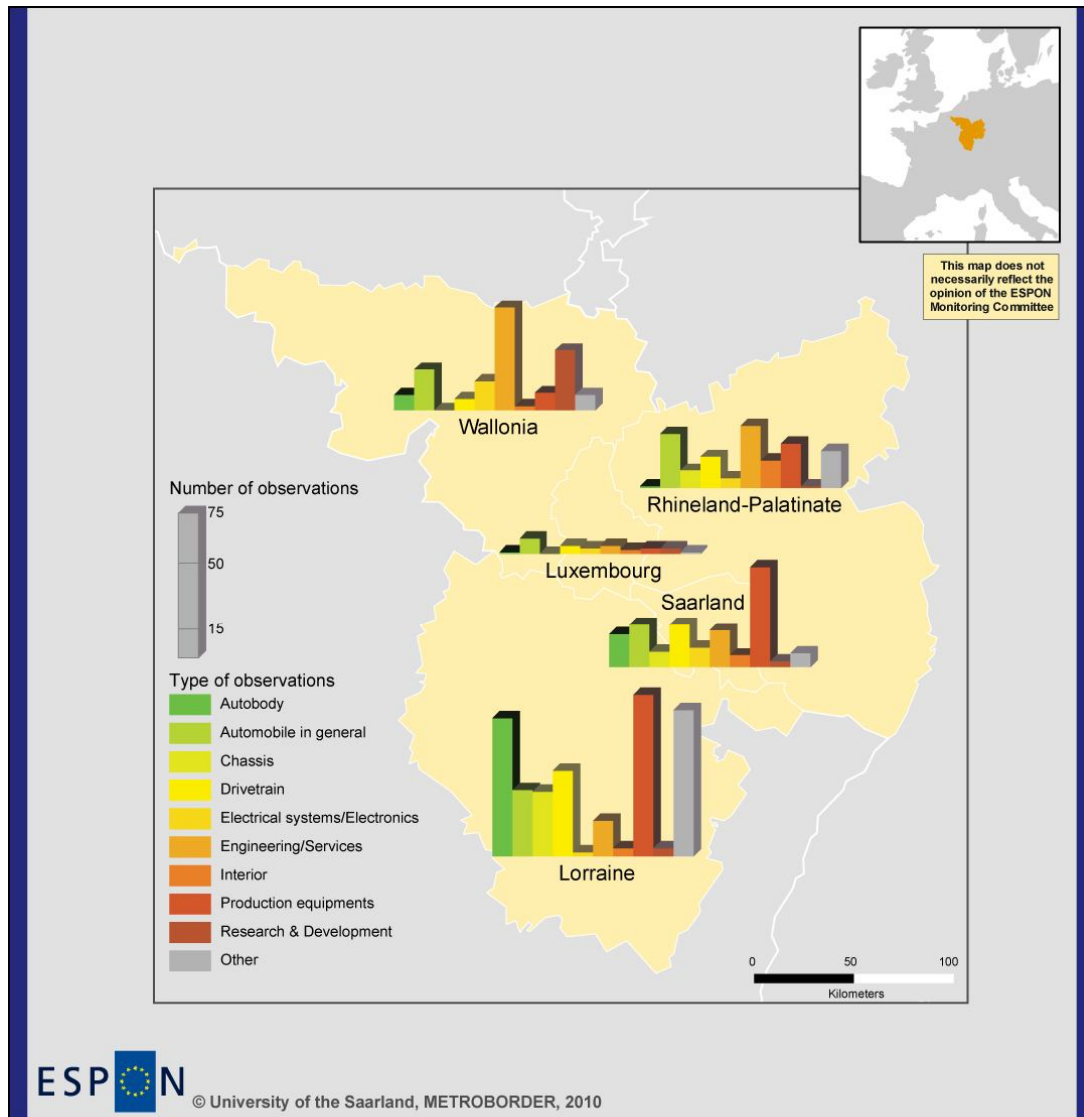 This map does not
necessarily reflect the
opinion of the ESPON
Monitoring Committee
Wallonia
Rhineland-Palatinate
Luxembourg
Saarland
Lorraine
Number of observations
75
50
15
Type of observations
Autobody
Automobile in general
Chassis
Drivetrain
Electrical systems/Electronics
Engineering/Services
Interior
Production equipments
Research & Development
Other
0 50 100
Kilometers
ESPON
© University of the Saarland, METROBORDER, 2010